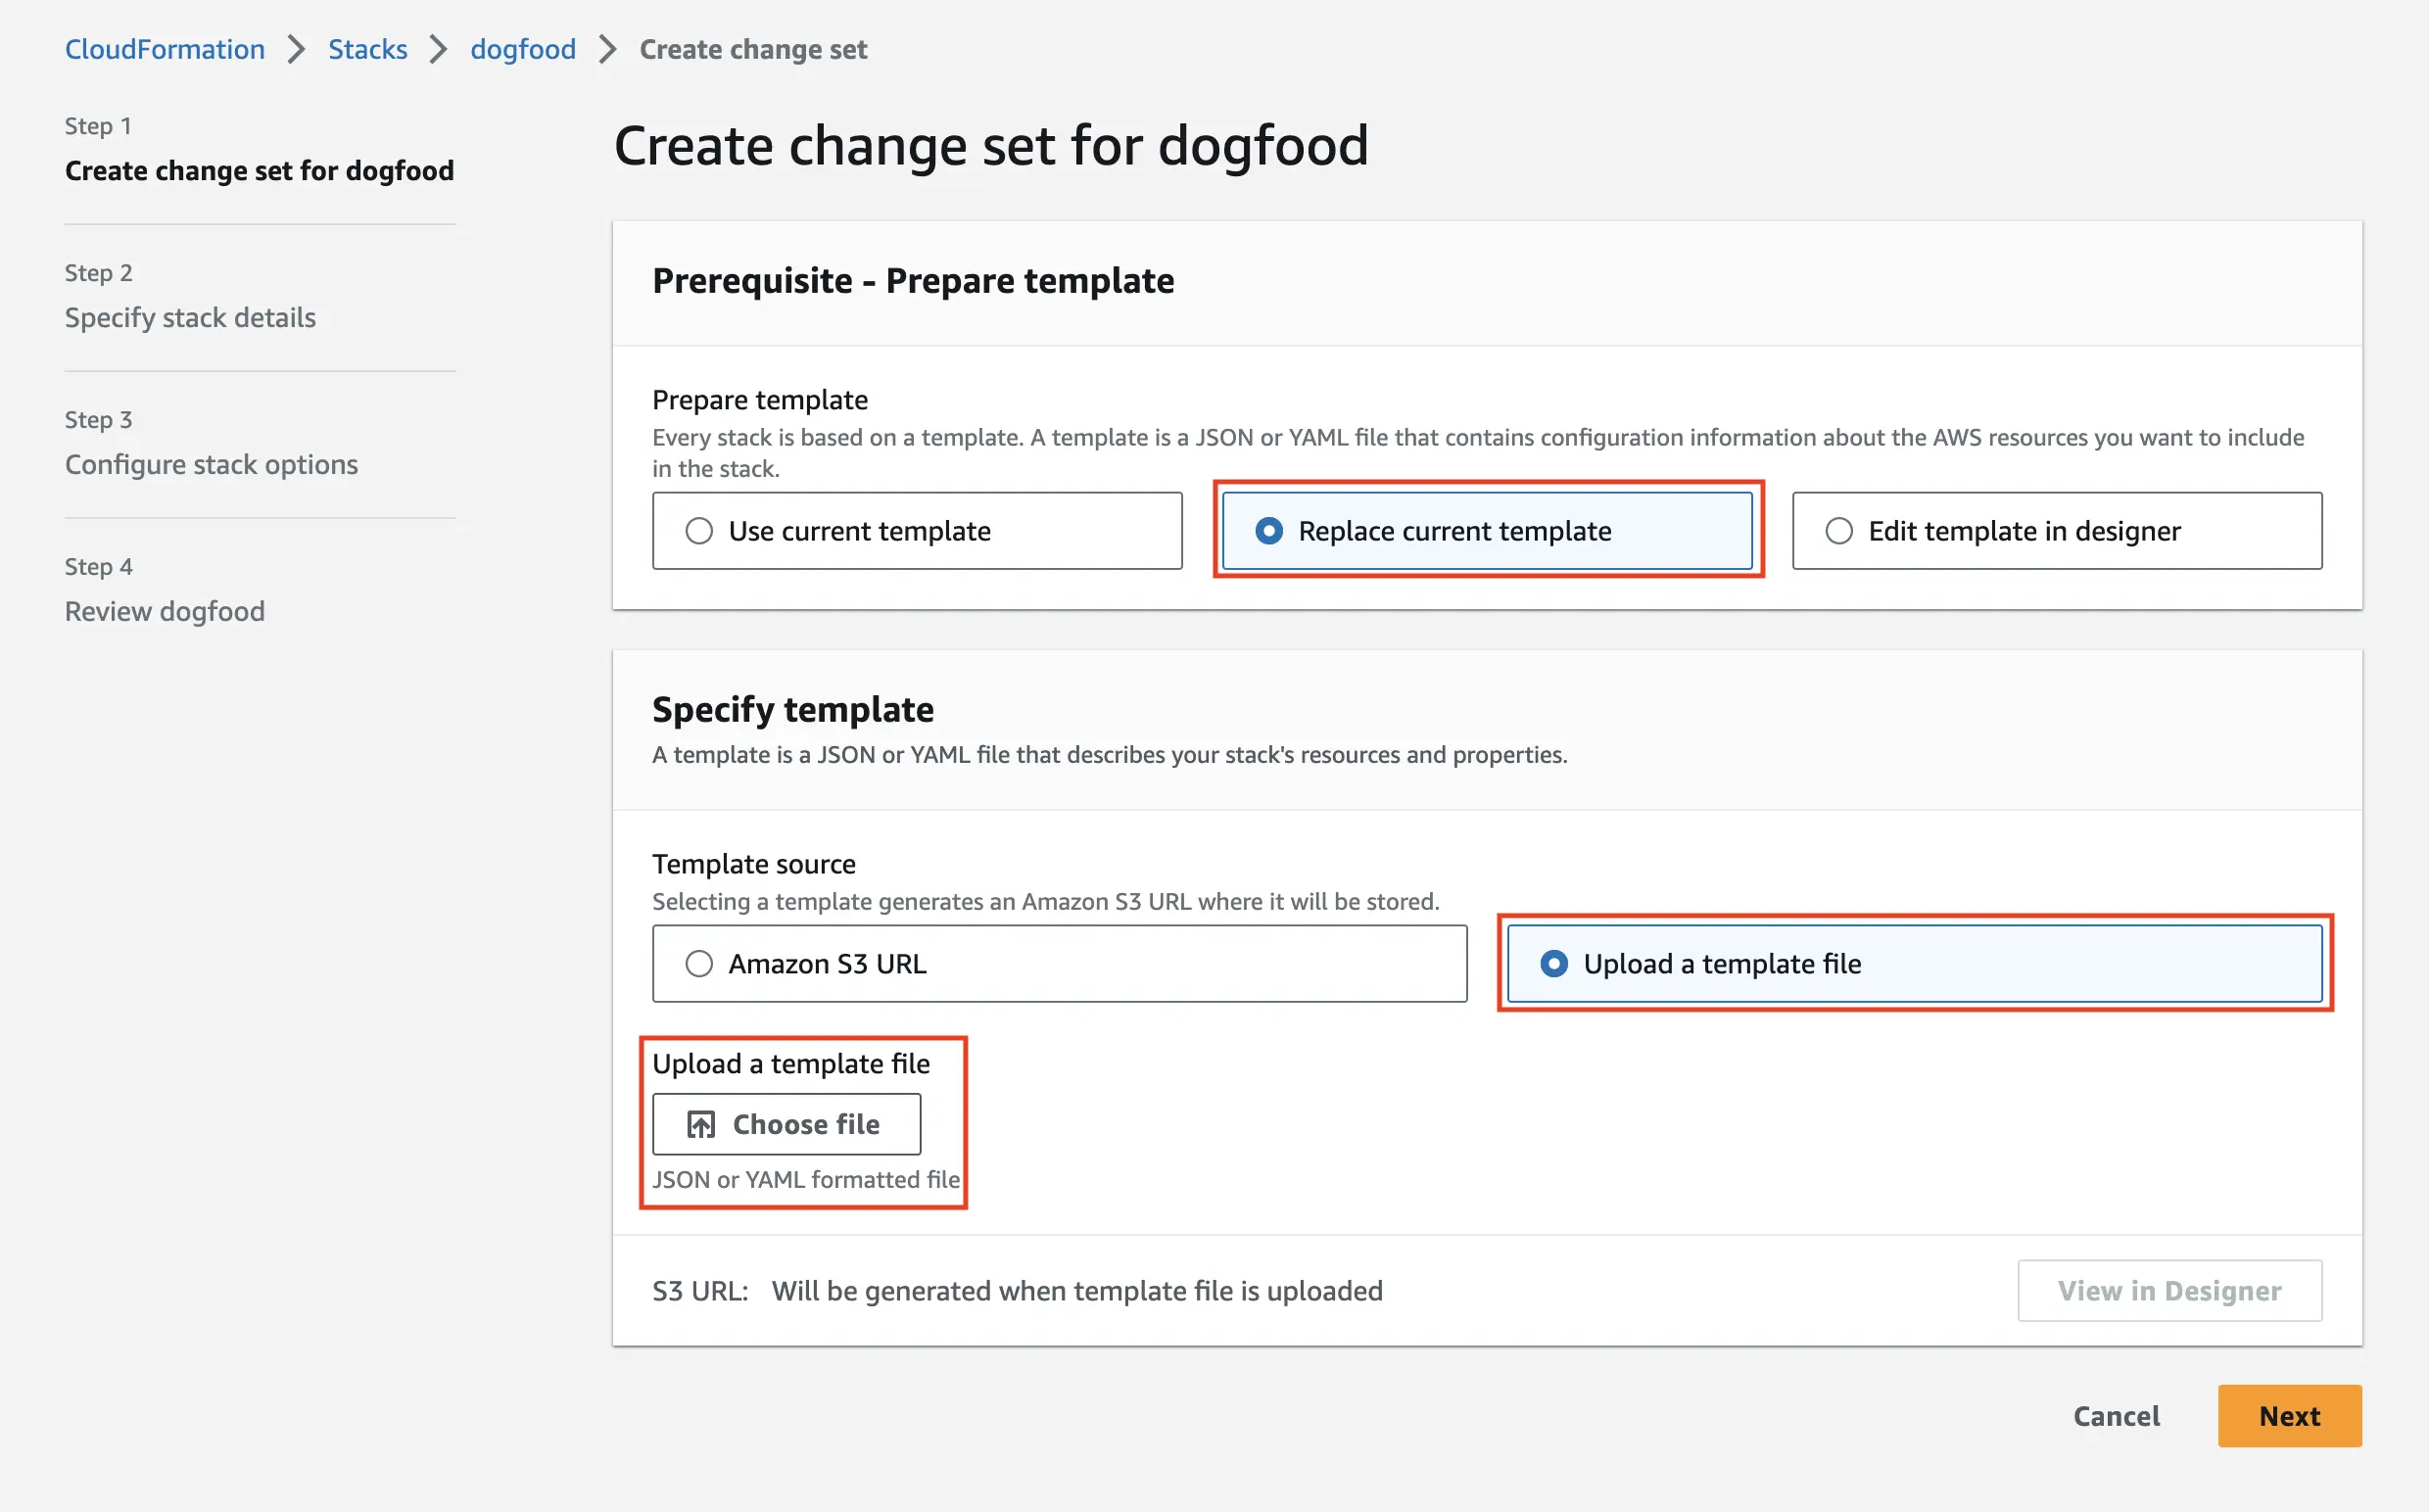 CloudFormation > Stacks > dogfood > Create change set
Step 1
Create change set for dogfood
Step 2
Specify stack details
Step 3
Configure stack options
Step 4
Review dogfood
Create change set for dogfood
Prerequisite - Prepare template
Prepare template
Every stack is based on a template. A template is a JSON or YAML file that contains configuration information about the AWS resources you want to include
in the stack.
Use current template
Replace current template
Edit template in designer
Specify template
A template is a JSON or YAML file that describes your stack's resources and properties.
Template source
Selecting a template generates an Amazon S3 URL where it will be stored.
Amazon S3 URL
Upload a template file
Upload a template file
Choose file
JSON or YAML formatted file
S3 URL: Will be generated when template file is uploaded
View in Designer
Cancel
Next